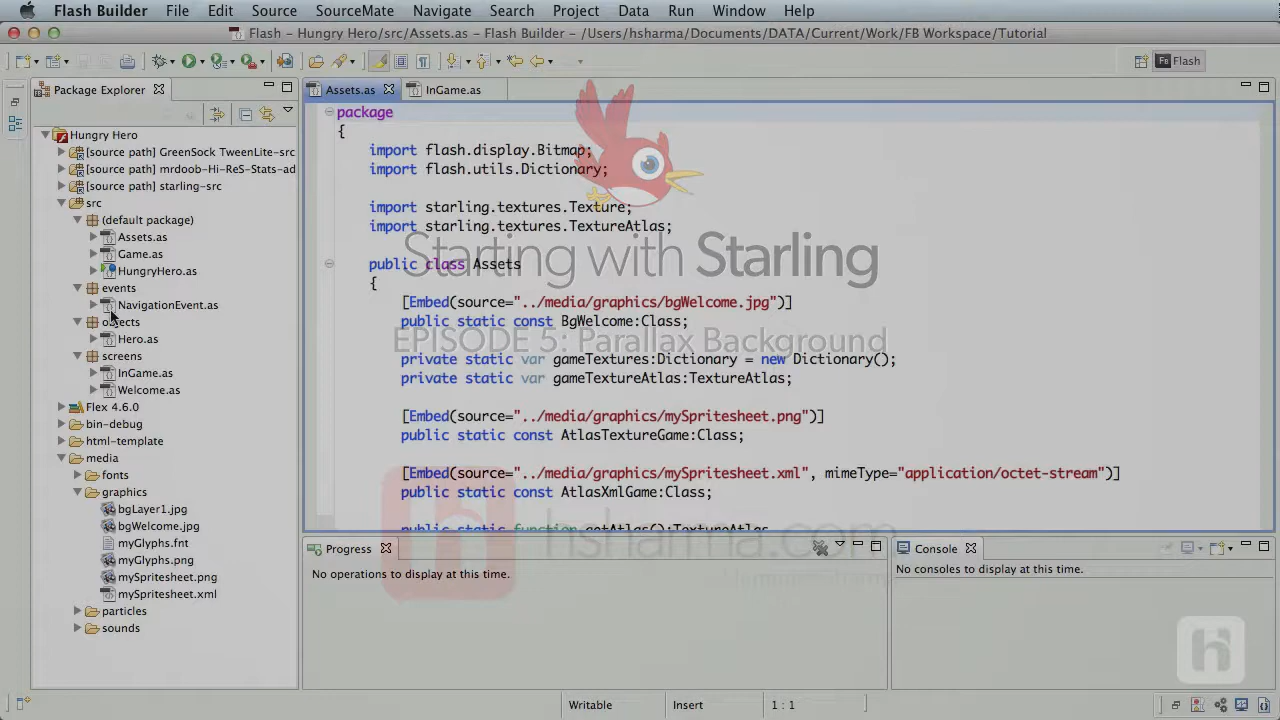 Flash Builder File Edit Source SourceMate Navigate Search Project Data Run Window Help
Flash - Hungry Hero/src/Assets.as - Flash Builder - /Users/hsharma/Documents/DATA/Current/Work/FB Workspace/Tutorial
Flash
Package Explorer
Assets.as
InGame.as
Hungry Hero
[source path] GreenSock TweenLite-src
[source path] mrdoob-Hi-ReS-Stats-ad
[source path] starling-src
src
(default package)
Assets.as
Game.as
HungryHero.as
events
NavigationEvent.as
objects
Hero.as
screens
InGame.as
Welcome.as
Flex 4.6.0
bin-debug
html-template
media
fonts
graphics
bgLayer1.jpg
bgWelcome.jpg
myGlyphs.fnt
myGlyphs.png
mySpritesheet.png
mySpritesheet.xml
particles
sounds
package
{
import flash.display.Bitmap;
import flash.utils.Dictionary;
import starling.textures.Texture;
import starling.textures.TextureAtlas;
Starting with Starling
public class Assets
{
[Embed(source="../media/graphics/bgWelcome.jpg")]
public static const BgWelcome:Class;
EPISODE 5: Parallax Background
private static var gameTextures:Dictionary = new Dictionary();
private static var gameTextureAtlas:TextureAtlas;
[Embed(source="../media/graphics/mySpritesheet.png")]
public static const AtlasTextureGame:Class;
[Embed(source="../media/graphics/mySpritesheet.xml", mimeType="application/octet-stream")]
public static const AtlasXmlGame:Class;
public static function getAtlas():TextureAtlas
hsharma.com
Progress
No operations to display at this time.
Console
No consoles to display at this time.
Writable
Insert
1 : 1